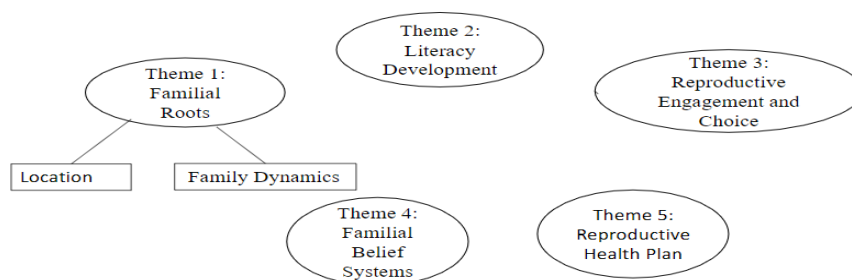 Theme 1:
Familial
Roots
Theme 2:
Literacy
Development
Theme 3:
Reproductive
Engagement and
Choice
Location
Family Dynamics
Theme 4:
Familial
Belief
Systems
Theme 5:
Reproductive
Health Plan